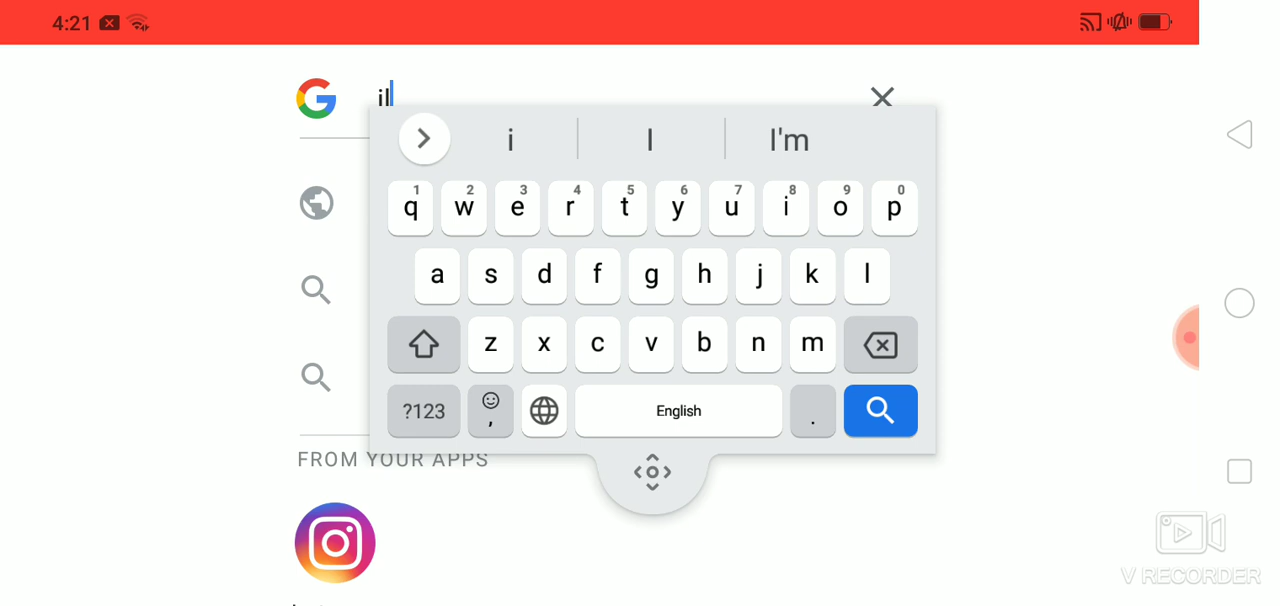 4:21
il
i I I'm
1 2 3 4 5 6 7 8 9 0
q w e r t y u i o p
a s d f g h j k l
z x c v b n m
?123 , English .
FROM YOUR APPS
V RECORDER